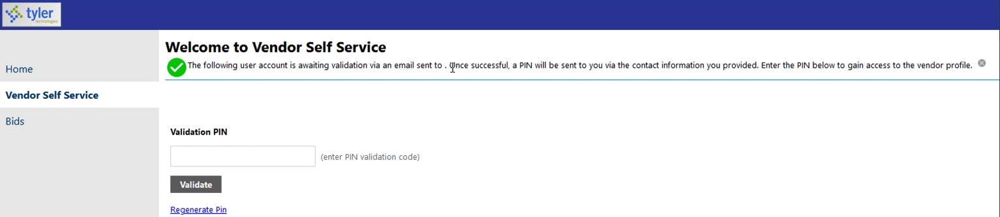 tyler
technologies
Welcome to Vendor Self Service
The following user account is awaiting validation via an email sent to . Once successful, a PIN will be sent to you via the contact information you provided. Enter the PIN below to gain access to the vendor profile.
Home
Vendor Self Service
Bids
Validation PIN
(enter PIN validation code)
Validate
Regenerate Pin